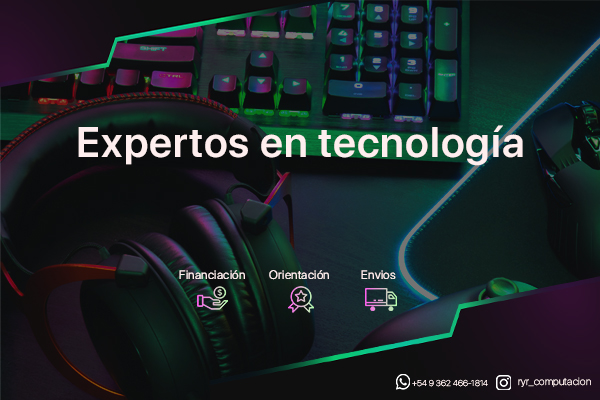 Expertos en tecnología
Financiación Orientación Envios
+54 9 362 466-1814 ryr_computacion